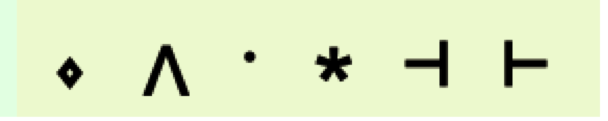 ⋄ ∧ · * ⊣ ⊢